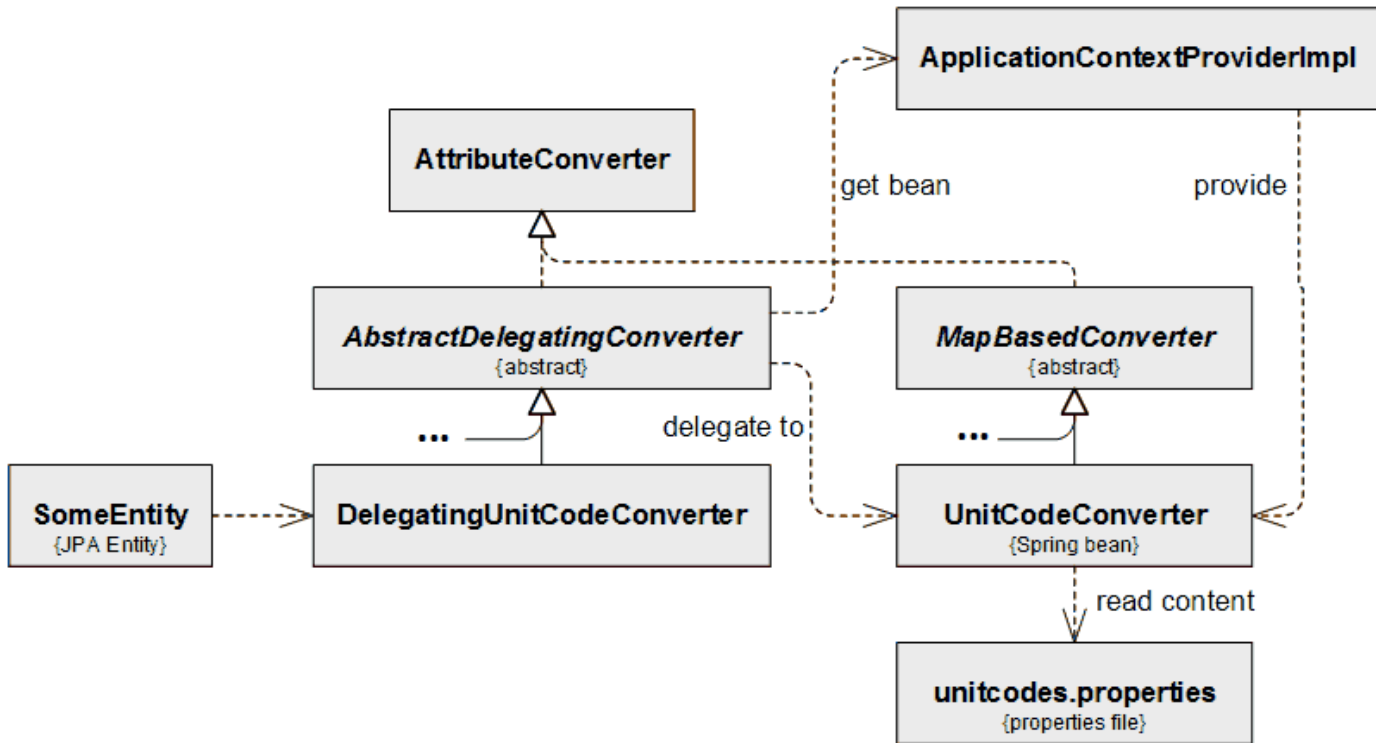 ApplicationContextProviderImpl
AttributeConverter
get bean
provide
AbstractDelegatingConverter
{abstract}
MapBasedConverter
{abstract}
...
delegate to
...
SomeEntity
{JPA Entity}
DelegatingUnitCodeConverter
UnitCodeConverter
{Spring bean}
read content
unitcodes.properties
{properties file}